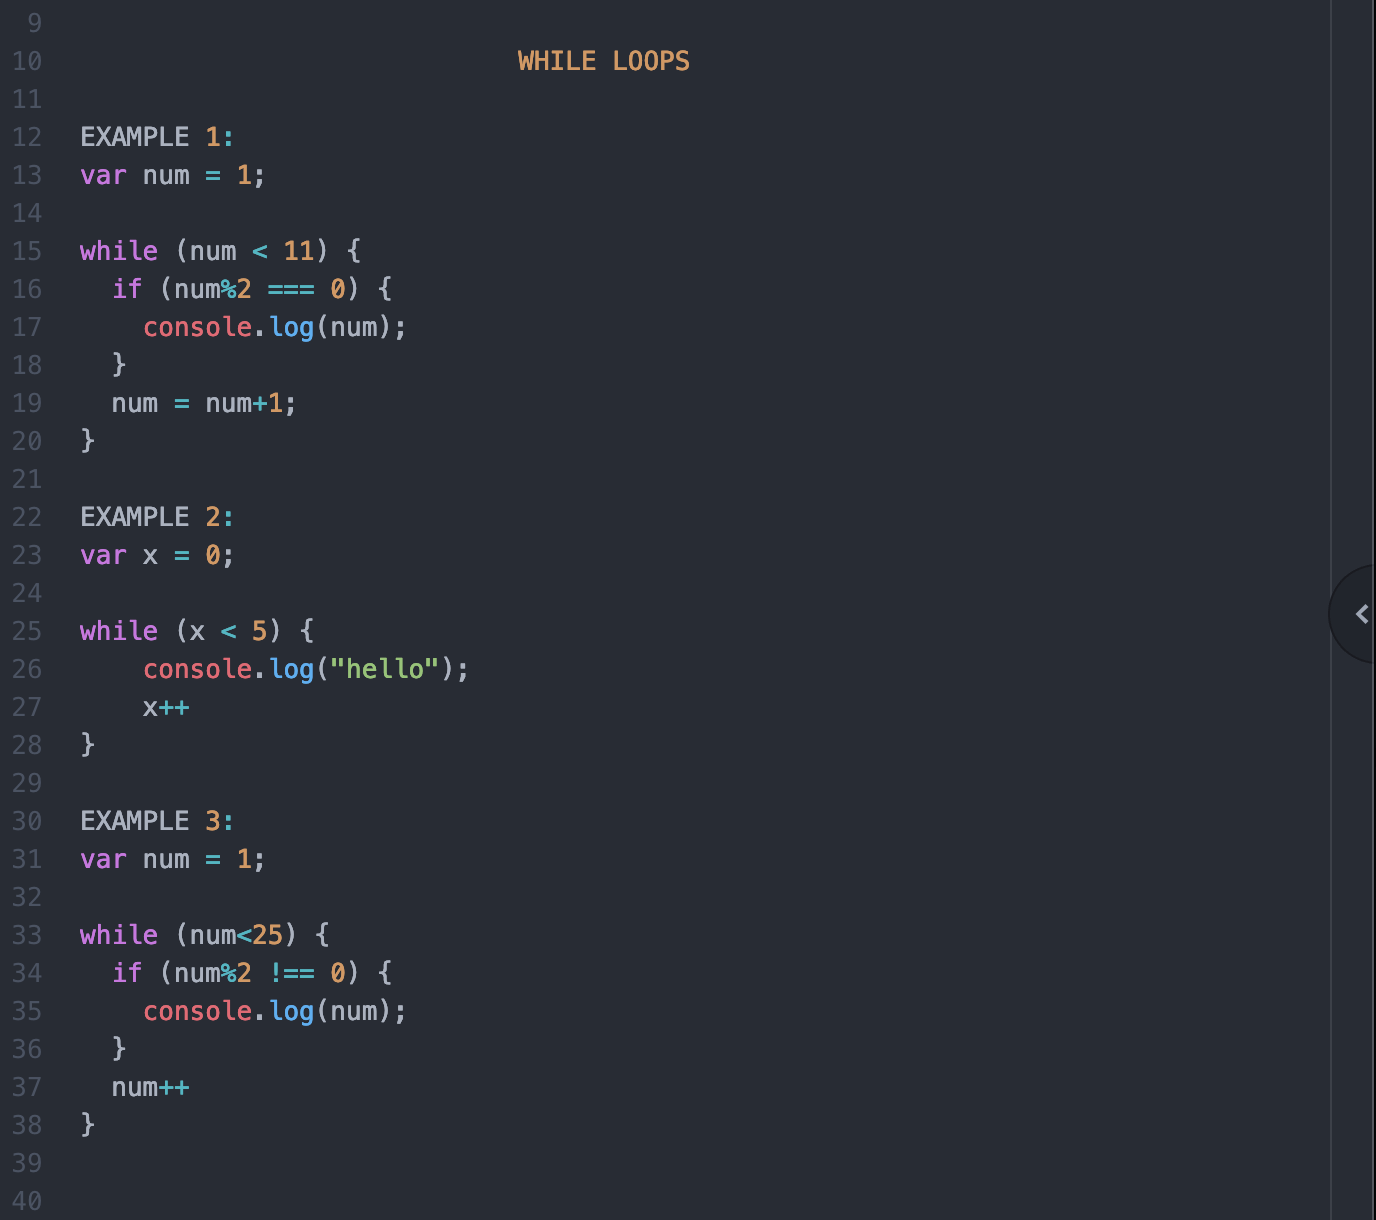 9
10 WHILE LOOPS
11
12 EXAMPLE 1:
13 var num = 1;
14
15 while (num < 11) {
16   if (num%2 === 0) {
17     console.log(num);
18   }
19   num = num+1;
20 }
21
22 EXAMPLE 2:
23 var x = 0;
24
25 while (x < 5) {
26     console.log("hello");
27     x++
28 }
29
30 EXAMPLE 3:
31 var num = 1;
32
33 while (num<25) {
34   if (num%2 !== 0) {
35     console.log(num);
36   }
37   num++
38 }
39
40